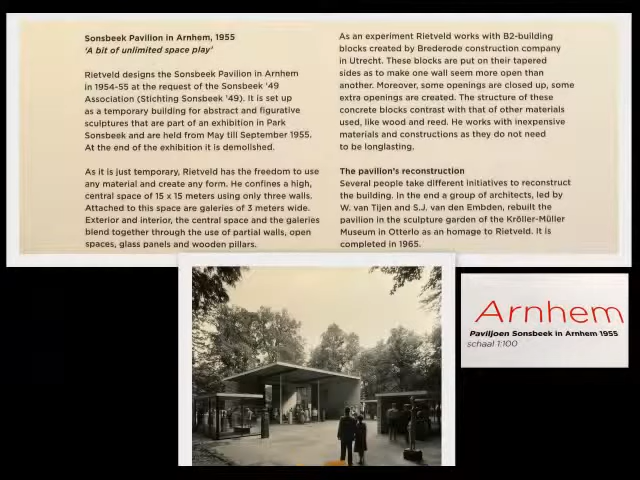 Sonsbeek Pavilion in Arnhem, 1955
'A bit of unlimited space play'
Rietveld designs the Sonsbeek Pavilion in Arnhem
in 1954-55 at the request of the Sonsbeek '49
Association (Stichting Sonsbeek '49). It is set up
as a temporary building for abstract and figurative
sculptures that are part of an exhibition in Park
Sonsbeek and are held from May till September 1955.
At the end of the exhibition it is demolished.
As it is just temporary, Rietveld has the freedom to use
any material and create any form. He confines a high,
central space of 15 x 15 meters using only three walls.
Attached to this space are galeries of 3 meters wide.
Exterior and interior, the central space and the galeries
blend together through the use of partial walls, open
spaces, glass panels and wooden pillars.
As an experiment Rietveld works with B2-building
blocks created by Brederode construction company
in Utrecht. These blocks are put on their tapered
sides as to make one wall seem more open than
another. Moreover, some openings are closed up, some
extra openings are created. The structure of these
concrete blocks contrast with that of other materials
used, like wood and reed. He works with inexpensive
materials and constructions as they do not need
to be longlasting.
The pavilion's reconstruction
Several people take different initiatives to reconstruct
the building. In the end a group of architects, led by
W. van Tijen and S.J. van den Embden, rebuilt the
pavilion in the sculpture garden of the Kröller-Müller
Museum in Otterlo as an homage to Rietveld. It is
completed in 1965.
Arnhem
Paviljoen Sonsbeek in Arnhem 1955
schaal 1:100